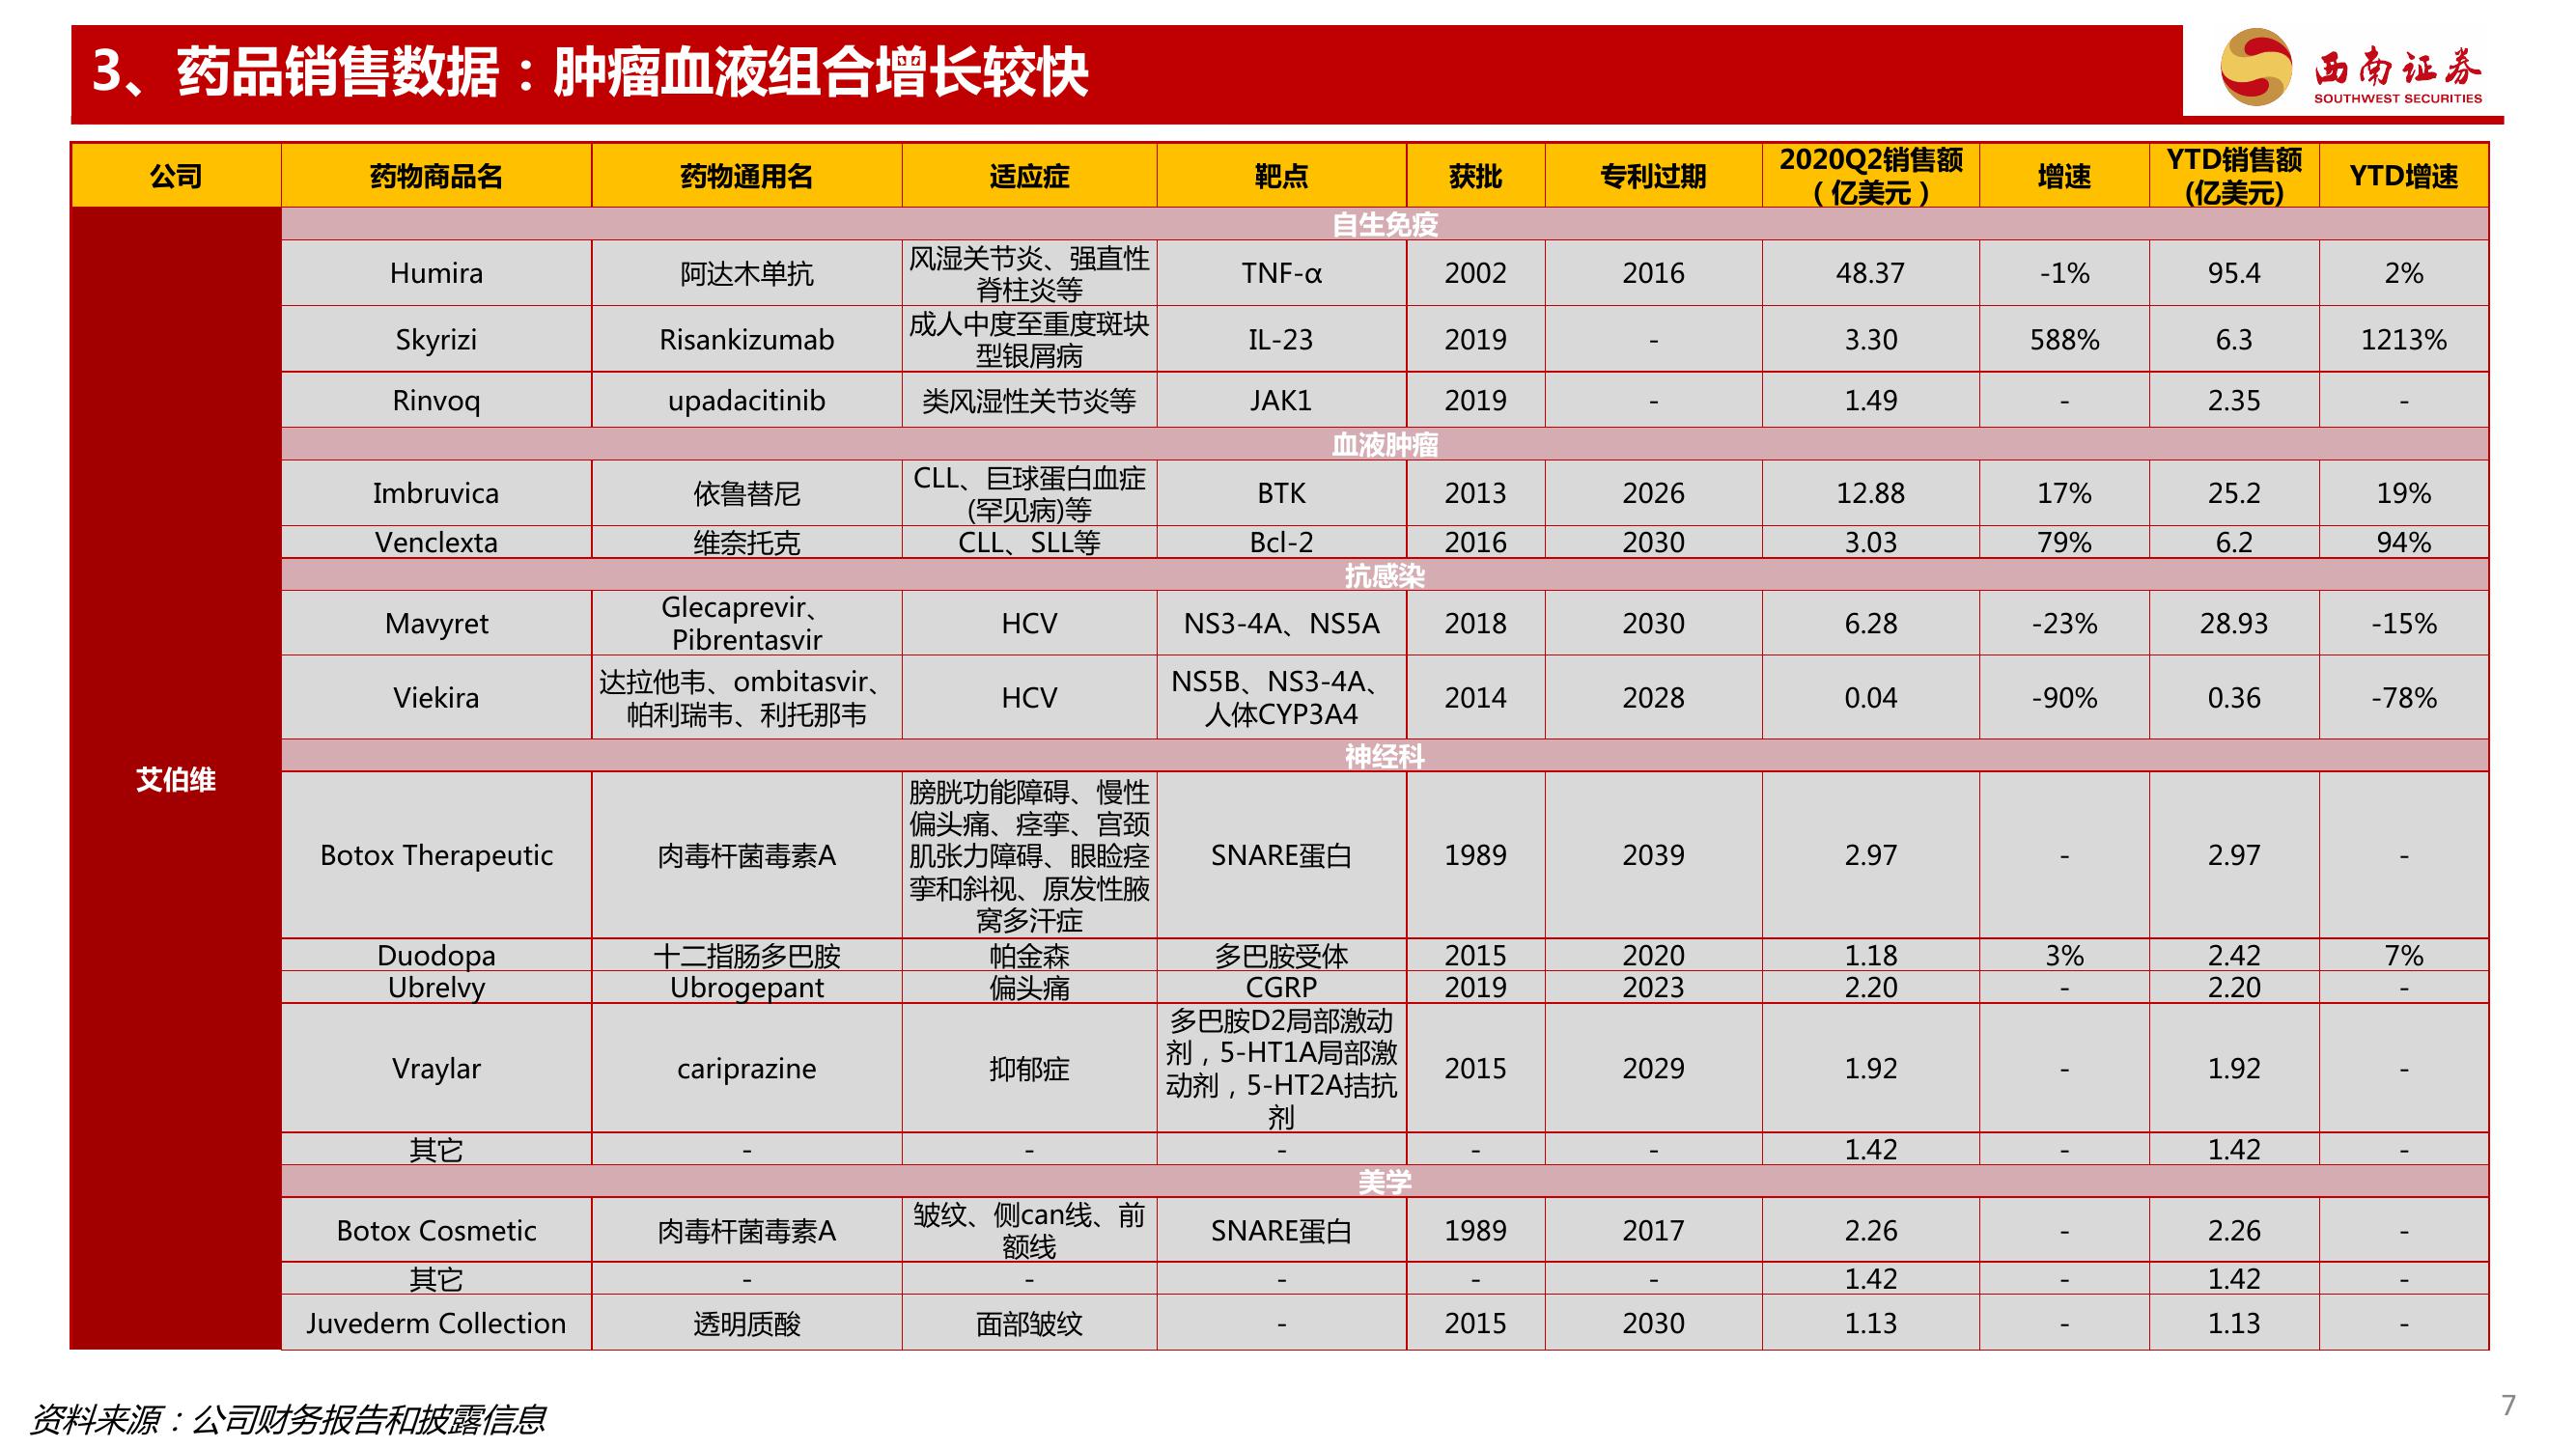 3、药品销售数据：肿瘤血液组合增长较快
西南证券
SOUTHWEST SECURITIES
公司 药物商品名 药物通用名 适应症 靶点 获批 专利过期 2020Q2销售额（亿美元） 增速 YTD销售额(亿美元) YTD增速
艾伯维
自生免疫
Humira 阿达木单抗 风湿关节炎、强直性脊柱炎等 TNF-α 2002 2016 48.37 -1% 95.4 2%
Skyrizi Risankizumab 成人中度至重度斑块型银屑病 IL-23 2019 - 3.30 588% 6.3 1213%
Rinvoq upadacitinib 类风湿性关节炎等 JAK1 2019 - 1.49 - 2.35 -
血液肿瘤
Imbruvica 依鲁替尼 CLL、巨球蛋白血症(罕见病)等 BTK 2013 2026 12.88 17% 25.2 19%
Venclexta 维奈托克 CLL、SLL等 Bcl-2 2016 2030 3.03 79% 6.2 94%
抗感染
Mavyret Glecaprevir、Pibrentasvir HCV NS3-4A、NS5A 2018 2030 6.28 -23% 28.93 -15%
Viekira 达拉他韦、ombitasvir、帕利瑞韦、利托那韦 HCV NS5B、NS3-4A、人体CYP3A4 2014 2028 0.04 -90% 0.36 -78%
神经科
Botox Therapeutic 肉毒杆菌毒素A 膀胱功能障碍、慢性偏头痛、痉挛、宫颈肌张力障碍、眼睑痉挛和斜视、原发性腋窝多汗症 SNARE蛋白 1989 2039 2.97 - 2.97 -
Duodopa 十二指肠多巴胺 帕金森 多巴胺受体 2015 2020 1.18 3% 2.42 7%
Ubrelvy Ubrogepant 偏头痛 CGRP 2019 2023 2.20 - 2.20 -
Vraylar cariprazine 抑郁症 多巴胺D2局部激动剂，5-HT1A局部激动剂，5-HT2A拮抗剂 2015 2029 1.92 - 1.92 -
其它 - - - - - 1.42 - 1.42 -
美学
Botox Cosmetic 肉毒杆菌毒素A 皱纹、侧can线、前额线 SNARE蛋白 1989 2017 2.26 - 2.26 -
其它 - - - - - 1.42 - 1.42 -
Juvederm Collection 透明质酸 面部皱纹 - 2015 2030 1.13 - 1.13 -
资料来源：公司财务报告和披露信息
7